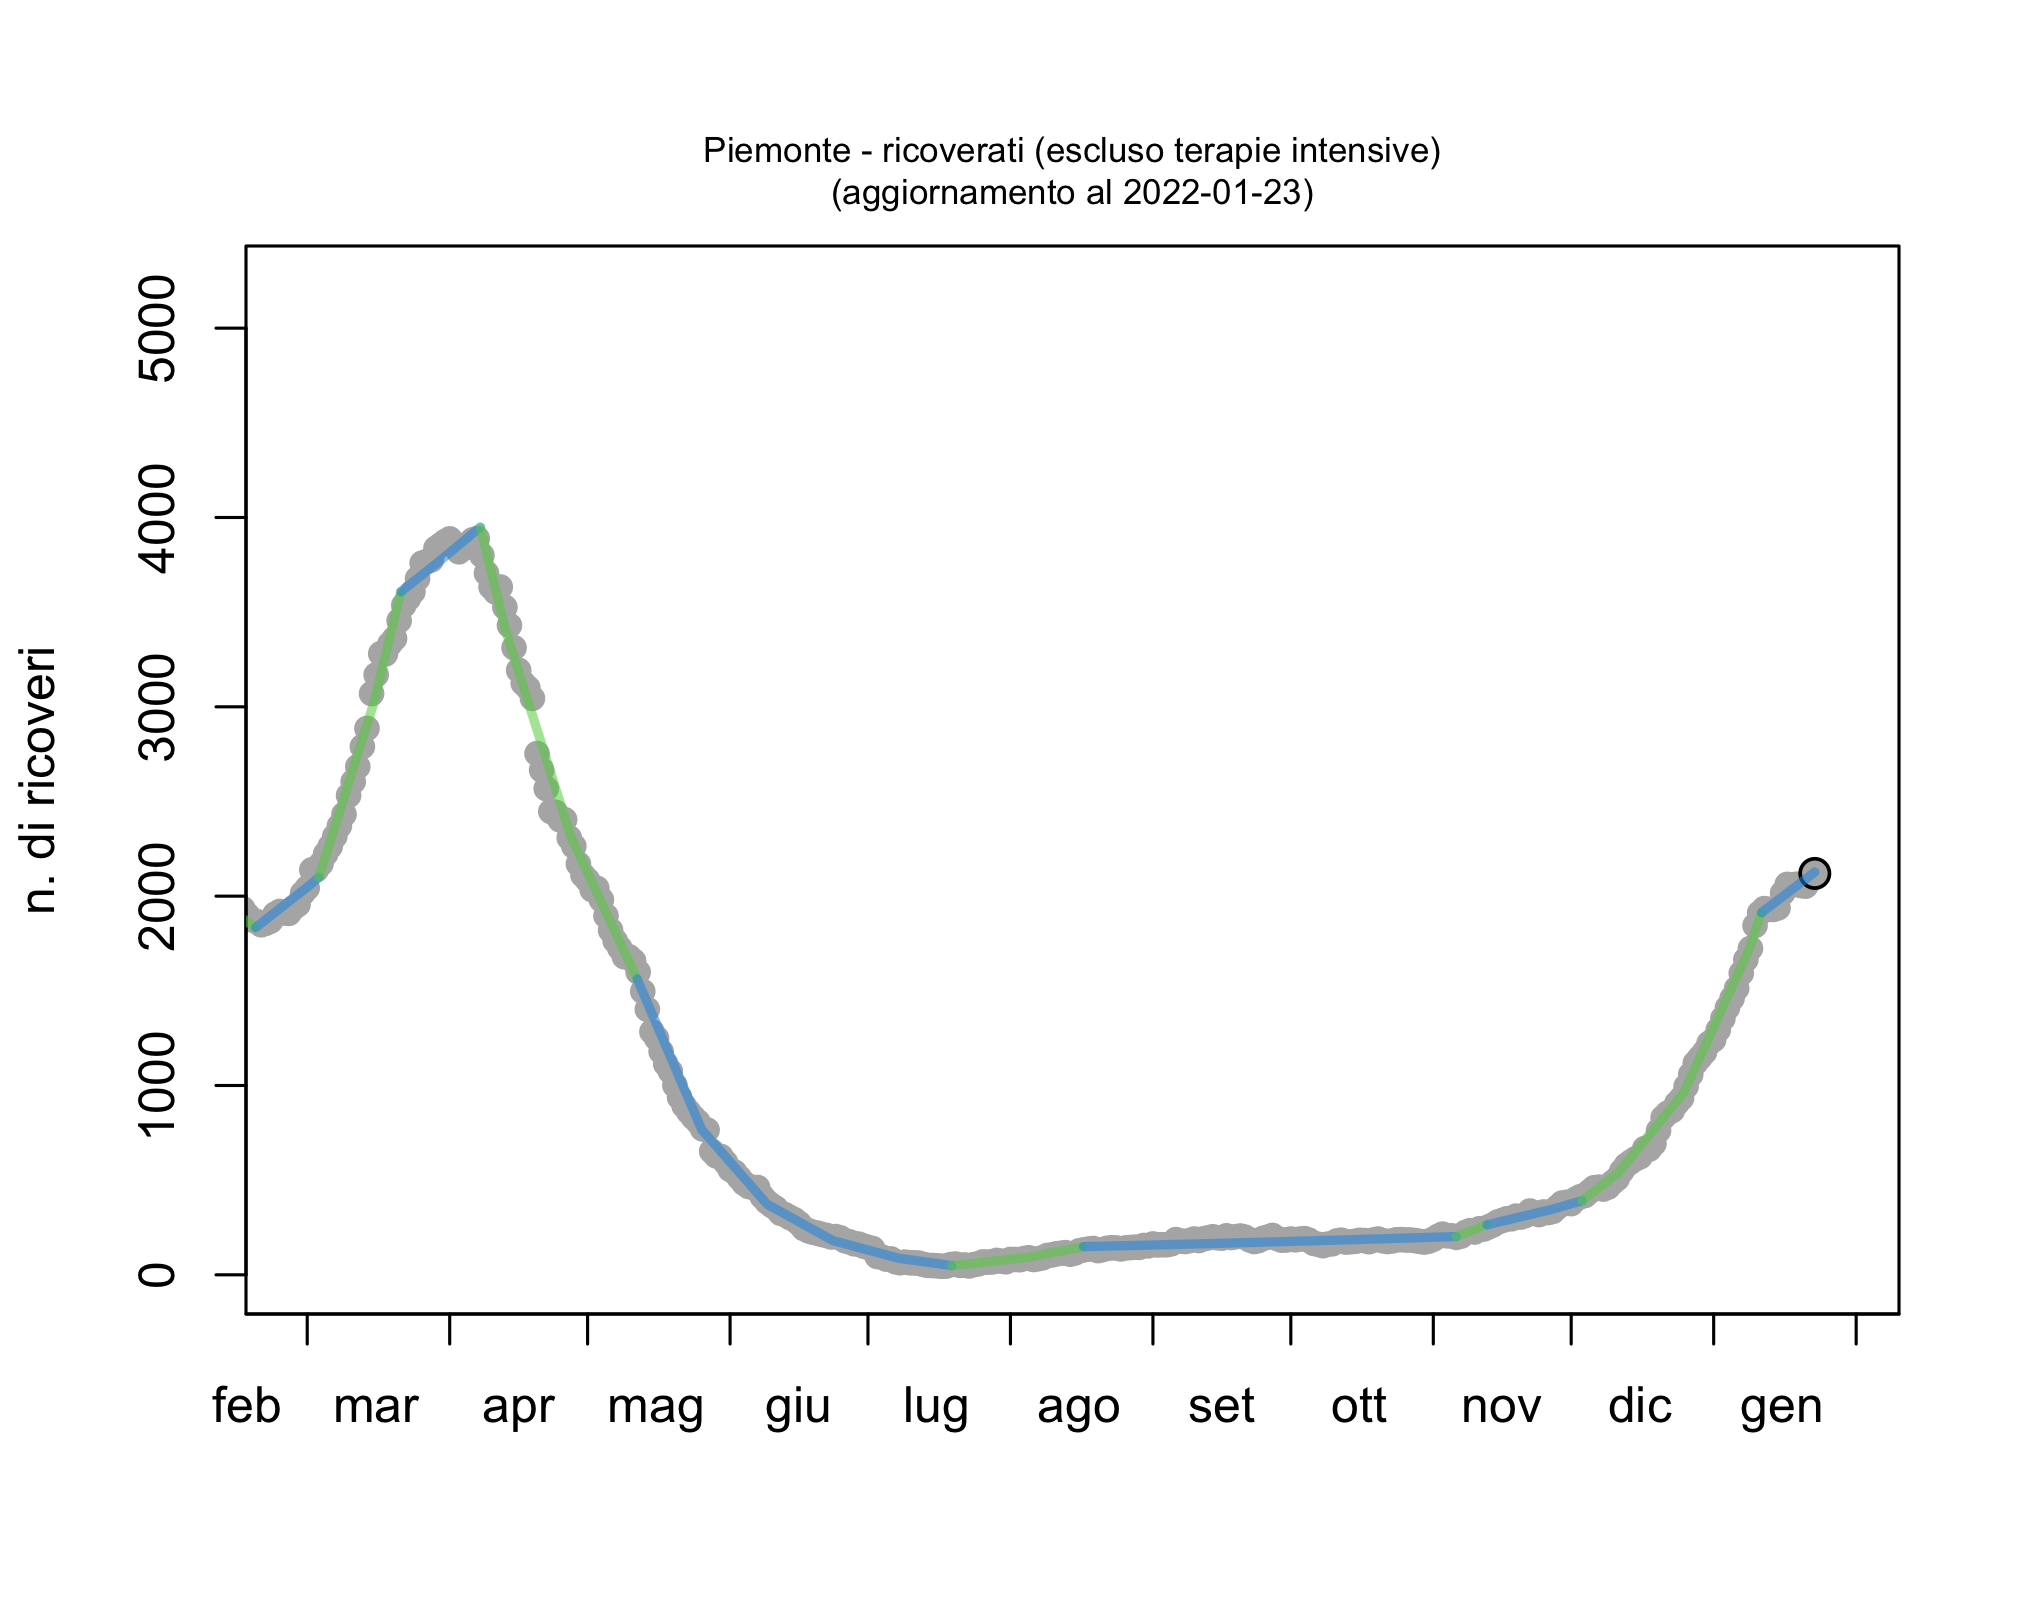 Piemonte - ricoverati (escluso terapie intensive)
(aggiornamento al 2022-01-23)
n. di ricoveri
5000
4000
3000
2000
1000
0
feb mar apr mag giu lug ago set ott nov dic gen